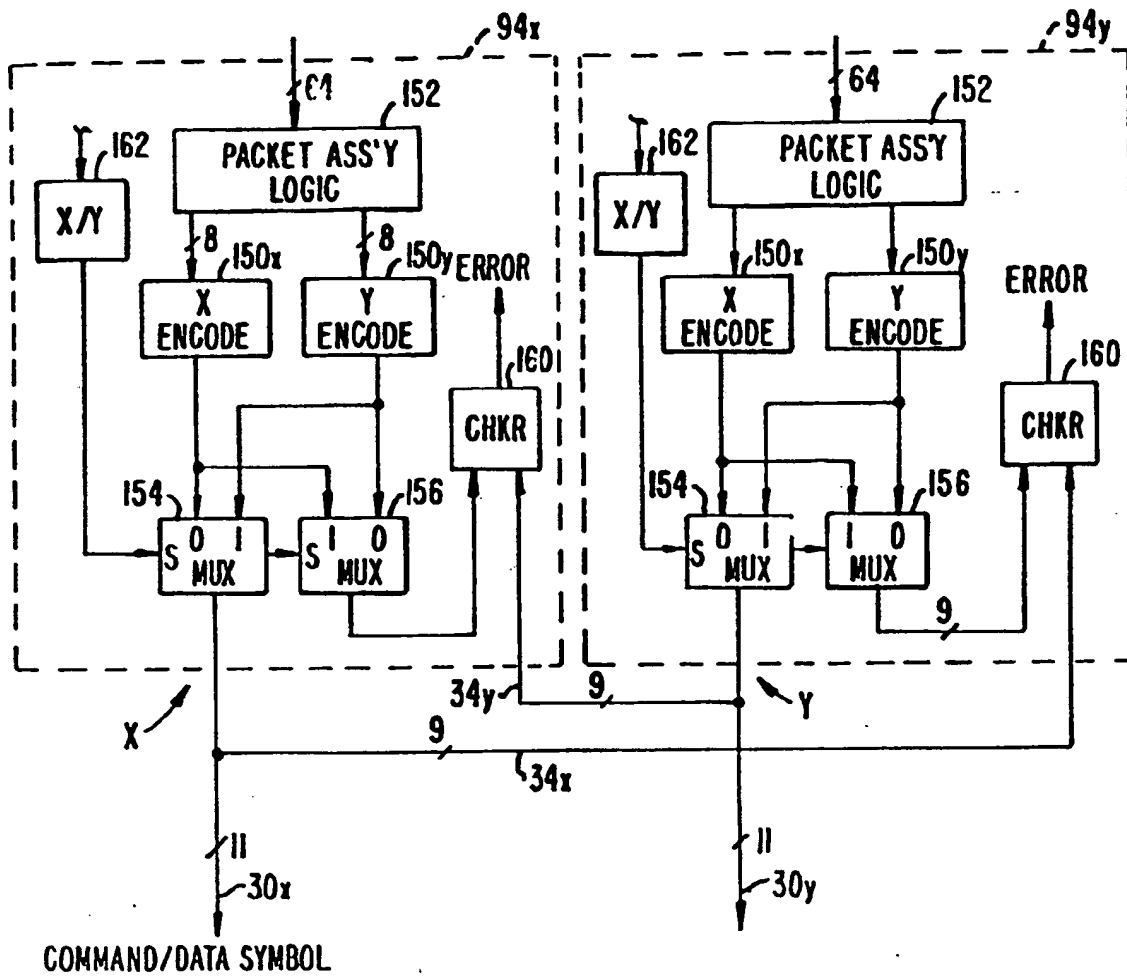 94x
94y
64
64
152
152
162
162
PACKET ASS'Y
LOGIC
PACKET ASS'Y
LOGIC
X/Y
X/Y
8
8
150x
150y
ERROR
150x
150y
ERROR
X
ENCODE
Y
ENCODE
X
ENCODE
Y
ENCODE
160
160
CHKR
CHKR
154
156
154
156
S 0 1
MUX
S 1 0
MUX
S 0 1
MUX
1 0
MUX
9
34y
9
X
Y
9
34x
11
11
30x
30y
COMMAND/DATA SYMBOL